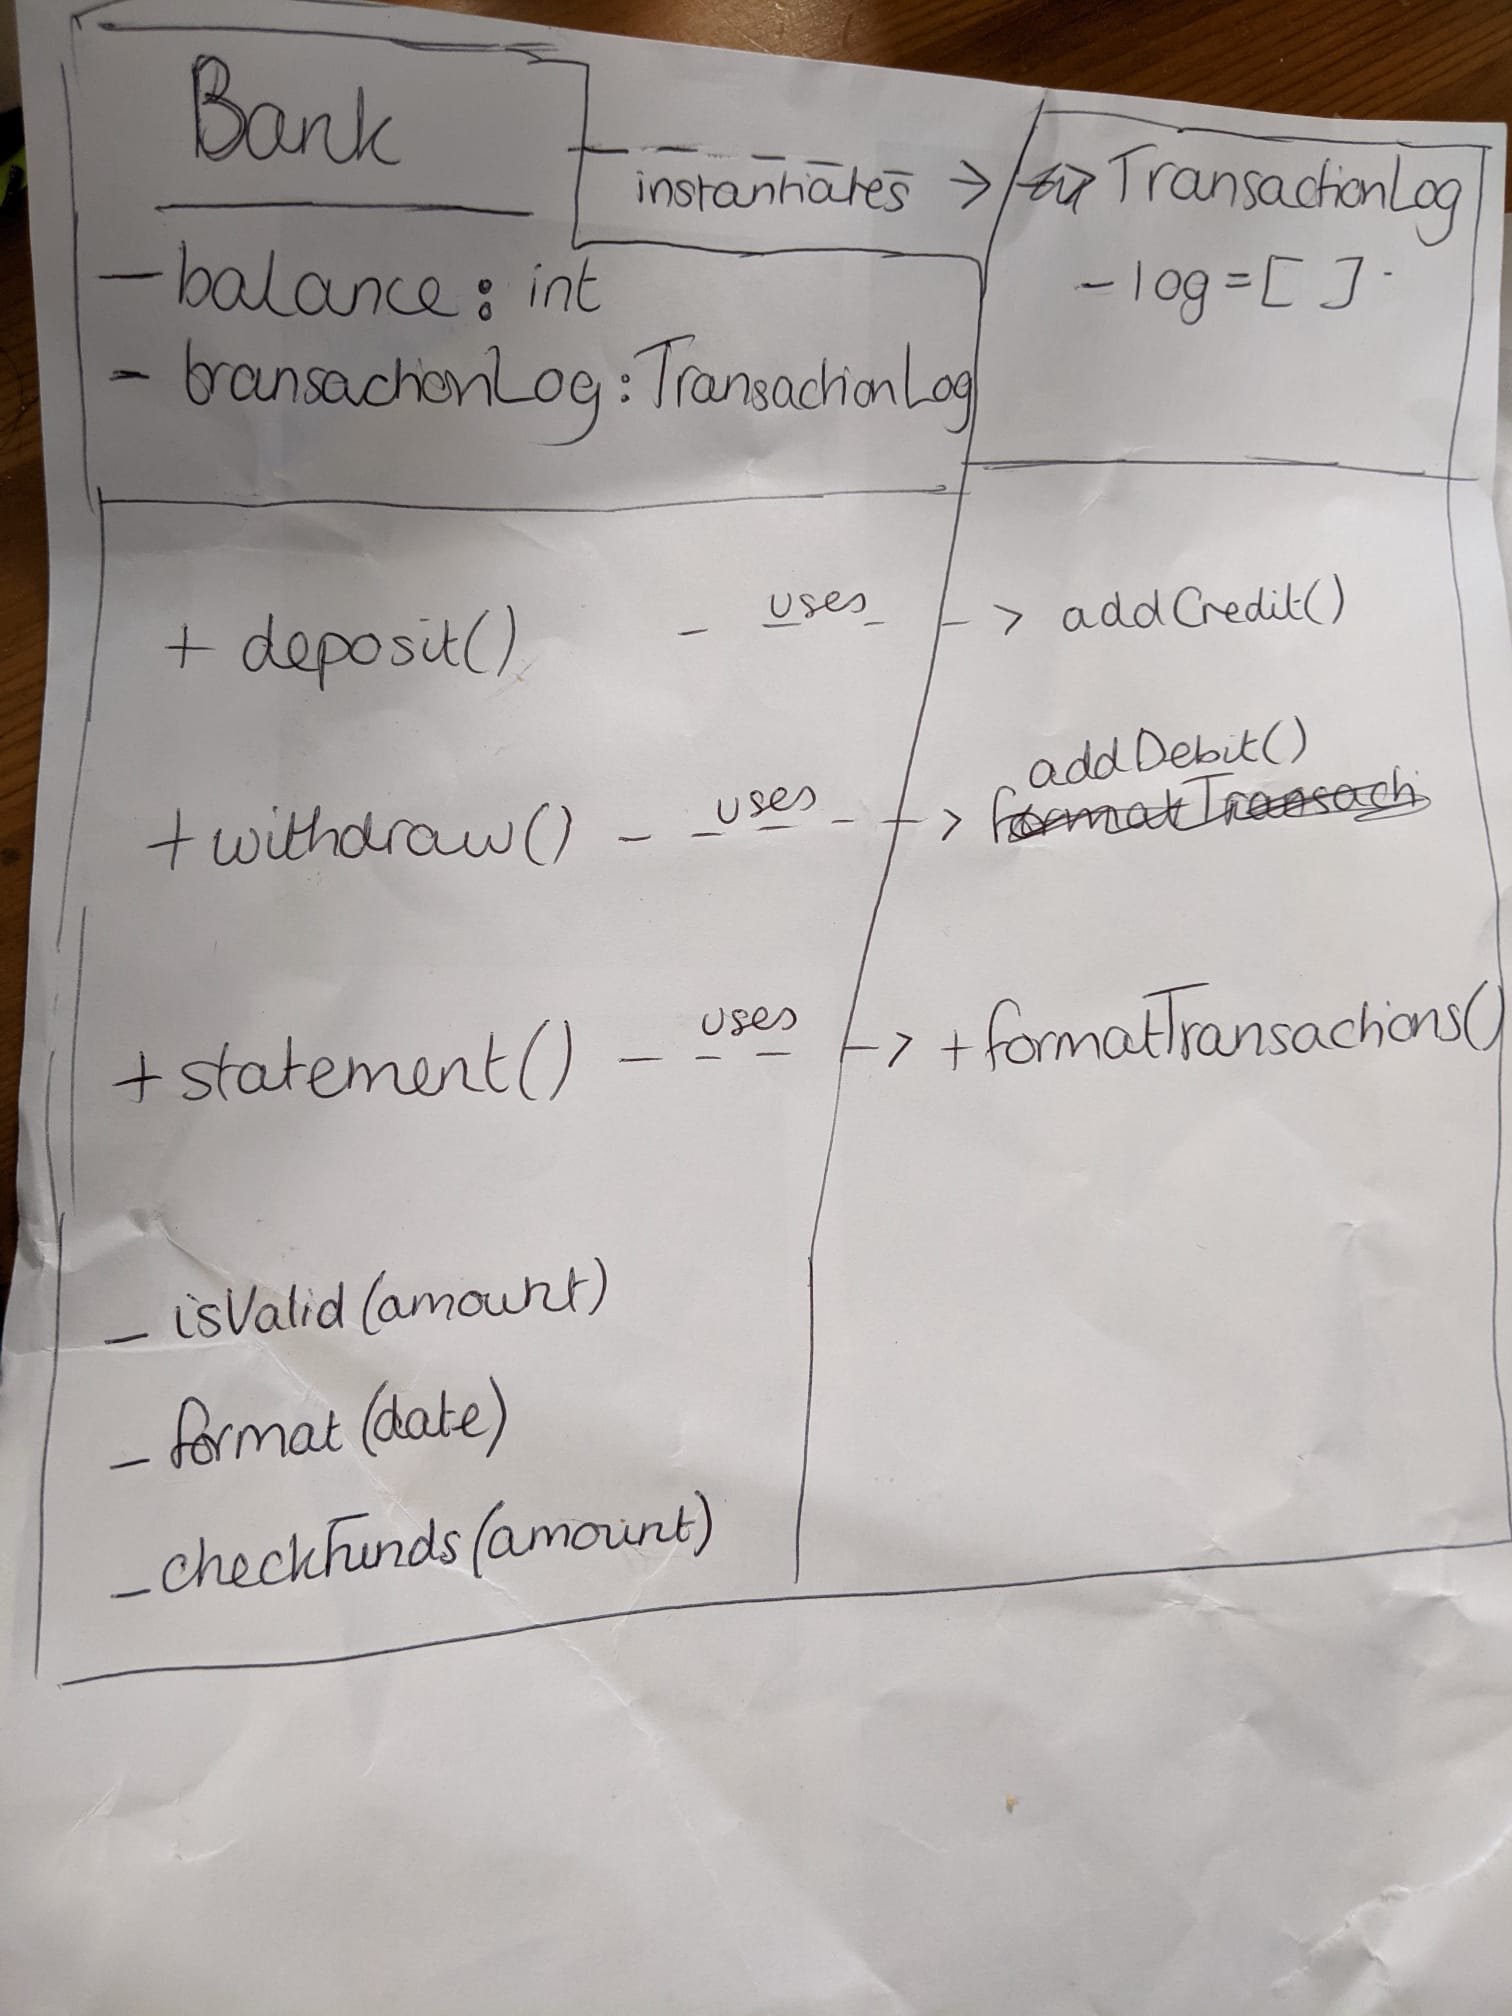 Bank
instantiates → TransactionLog
- log = [ ]
- balance : int
- transactionLog : TransactionLog
+ deposit() - uses - - > addCredit()
addDebit()
+ withdraw() - - uses - - > formatTransach
+ statement() - uses - - > + formatTransactions()
- isValid (amount)
- format (date)
- checkFunds (amount)